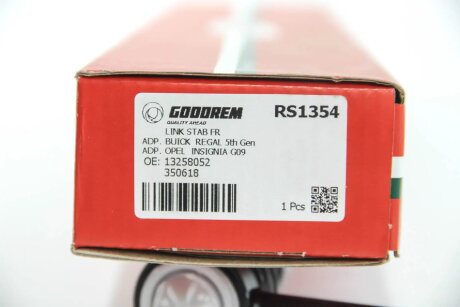 GOODREM RS1354
QUALITY AHEAD
LINK STAB FR
ADP. BUICK REGAL 5th Gen
ADP. OPEL INSIGNIA G09
OE: 13258052
350618
1 Pcs